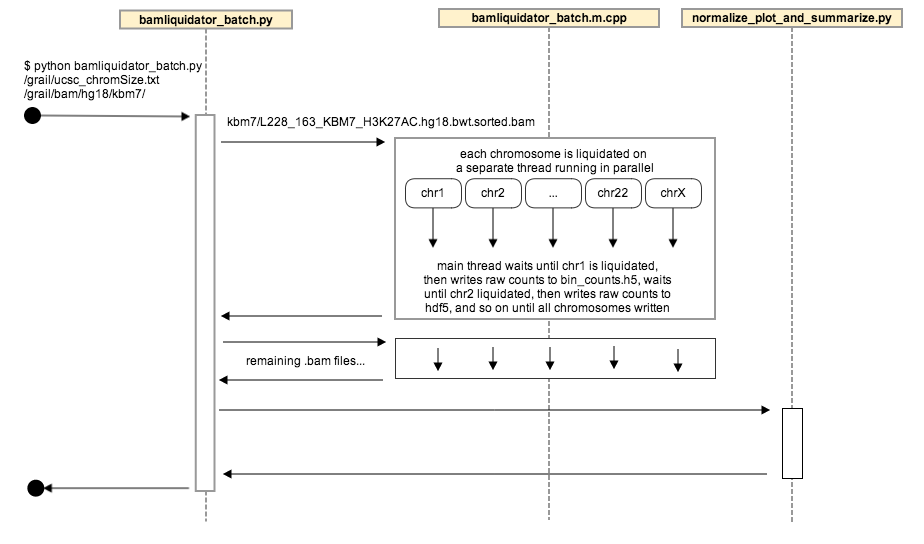 bamliquidator_batch.py
bamliquidator_batch.m.cpp
normalize_plot_and_summarize.py
$ python bamliquidator_batch.py
/grail/ucsc_chromSize.txt
/grail/bam/hg18/kbm7/
kbm7/L228_163_KBM7_H3K27AC.hg18.bwt.sorted.bam
each chromosome is liquidated on
a separate thread running in parallel
chr1
chr2
...
chr22
chrX
main thread waits until chr1 is liquidated,
then writes raw counts to bin_counts.h5, waits
until chr2 liquidated, then writes raw counts to
hdf5, and so on until all chromosomes written
remaining .bam files...